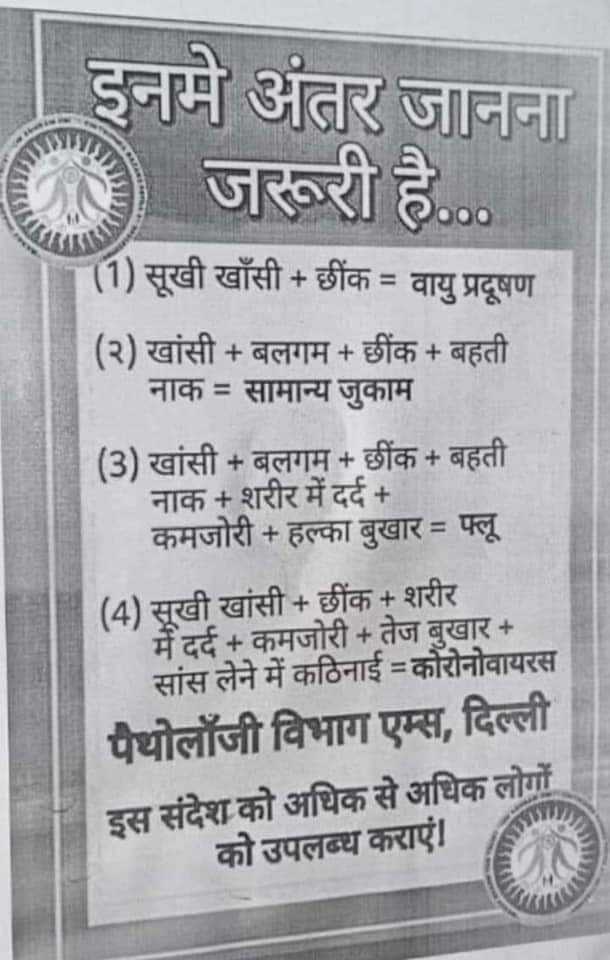 इनमे अंतर जानना
जरूरी है...
(1) सूखी खाँसी + छींक = वायु प्रदूषण
(२) खांसी + बलगम + छींक + बहती
नाक = सामान्य जुकाम
(3) खांसी + बलगम + छींक + बहती
नाक + शरीर में दर्द +
कमजोरी + हल्का बुखार = फ्लू
(4) सूखी खांसी + छींक + शरीर
में दर्द + कमजोरी + तेज बुखार +
सांस लेने में कठिनाई = कोरोनोवायरस
पैथोलॉजी विभाग एम्स, दिल्ली
इस संदेश को अधिक से अधिक लोगों
को उपलब्ध कराएं!